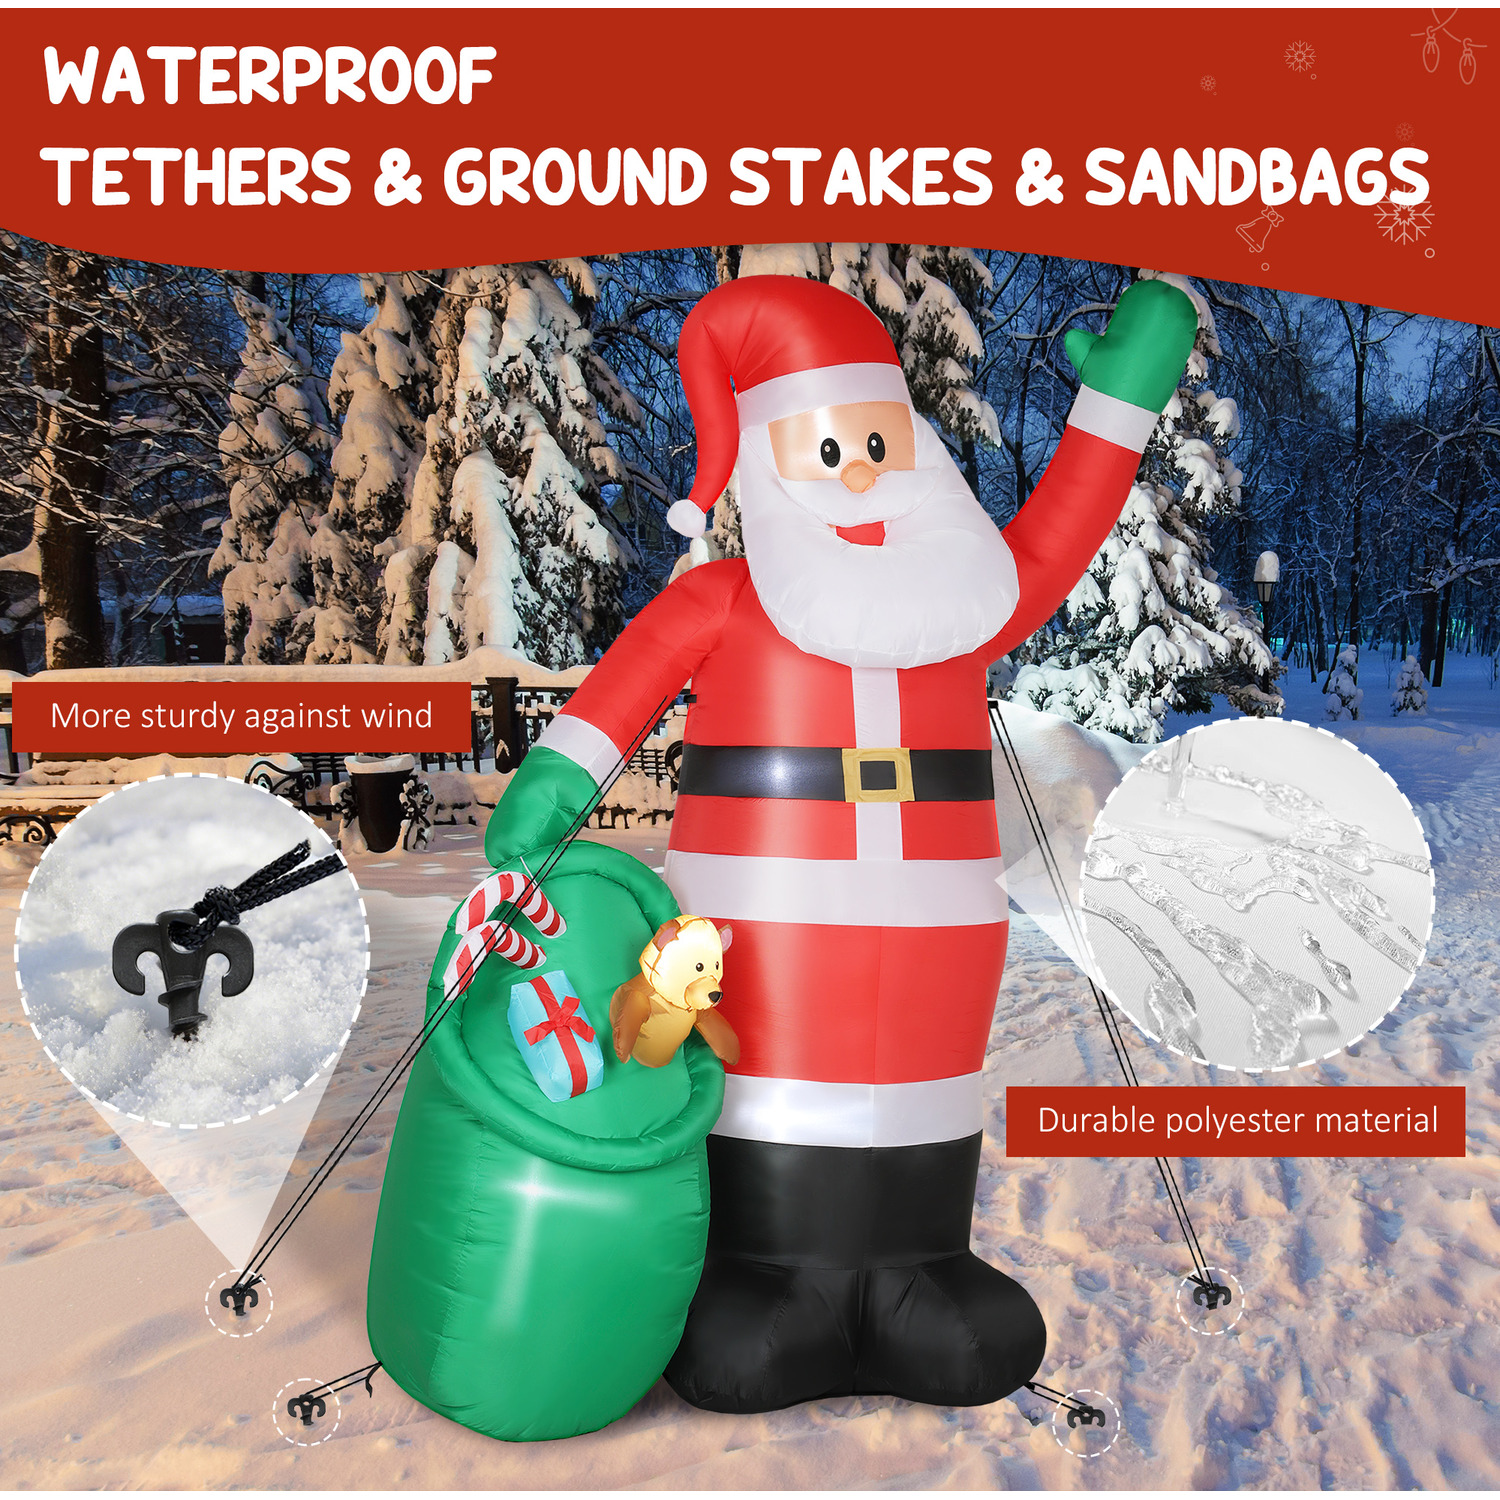 WATERPROOF
TETHERS & GROUND STAKES & SANDBAGS
More sturdy against wind
Durable polyester material